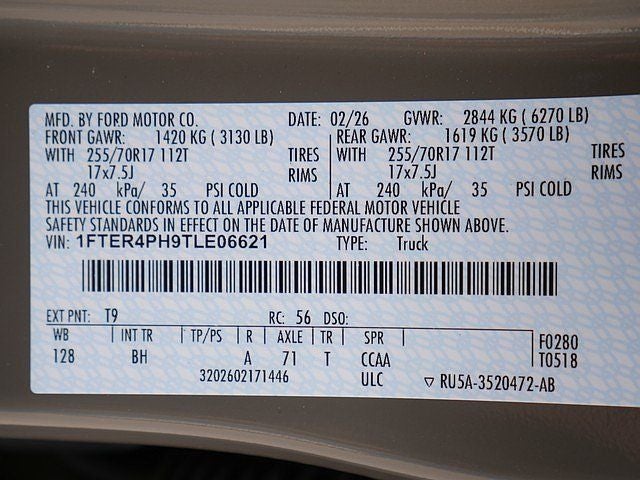 MFD. BY FORD MOTOR CO. DATE: 02/26 GVWR: 2844 KG ( 6270 LB)
FRONT GAWR: 1420 KG ( 3130 LB) REAR GAWR: 1619 KG ( 3570 LB)
WITH 255/70R17 112T TIRES WITH 255/70R17 112T TIRES
17x7.5J RIMS 17x7.5J RIMS
AT 240 kPa/ 35 PSI COLD AT 240 kPa/ 35 PSI COLD
THIS VEHICLE CONFORMS TO ALL APPLICABLE FEDERAL MOTOR VEHICLE
SAFETY STANDARDS IN EFFECT ON THE DATE OF MANUFACTURE SHOWN ABOVE.
VIN: 1FTER4PH9TLE06621 TYPE: Truck
EXT PNT: T9 RC: 56 DSO:
WB INT TR TP/PS R AXLE TR SPR F0280
128 BH A 71 T CCAA T0518
3202602171446 ULC ▽ RU5A-3520472-AB